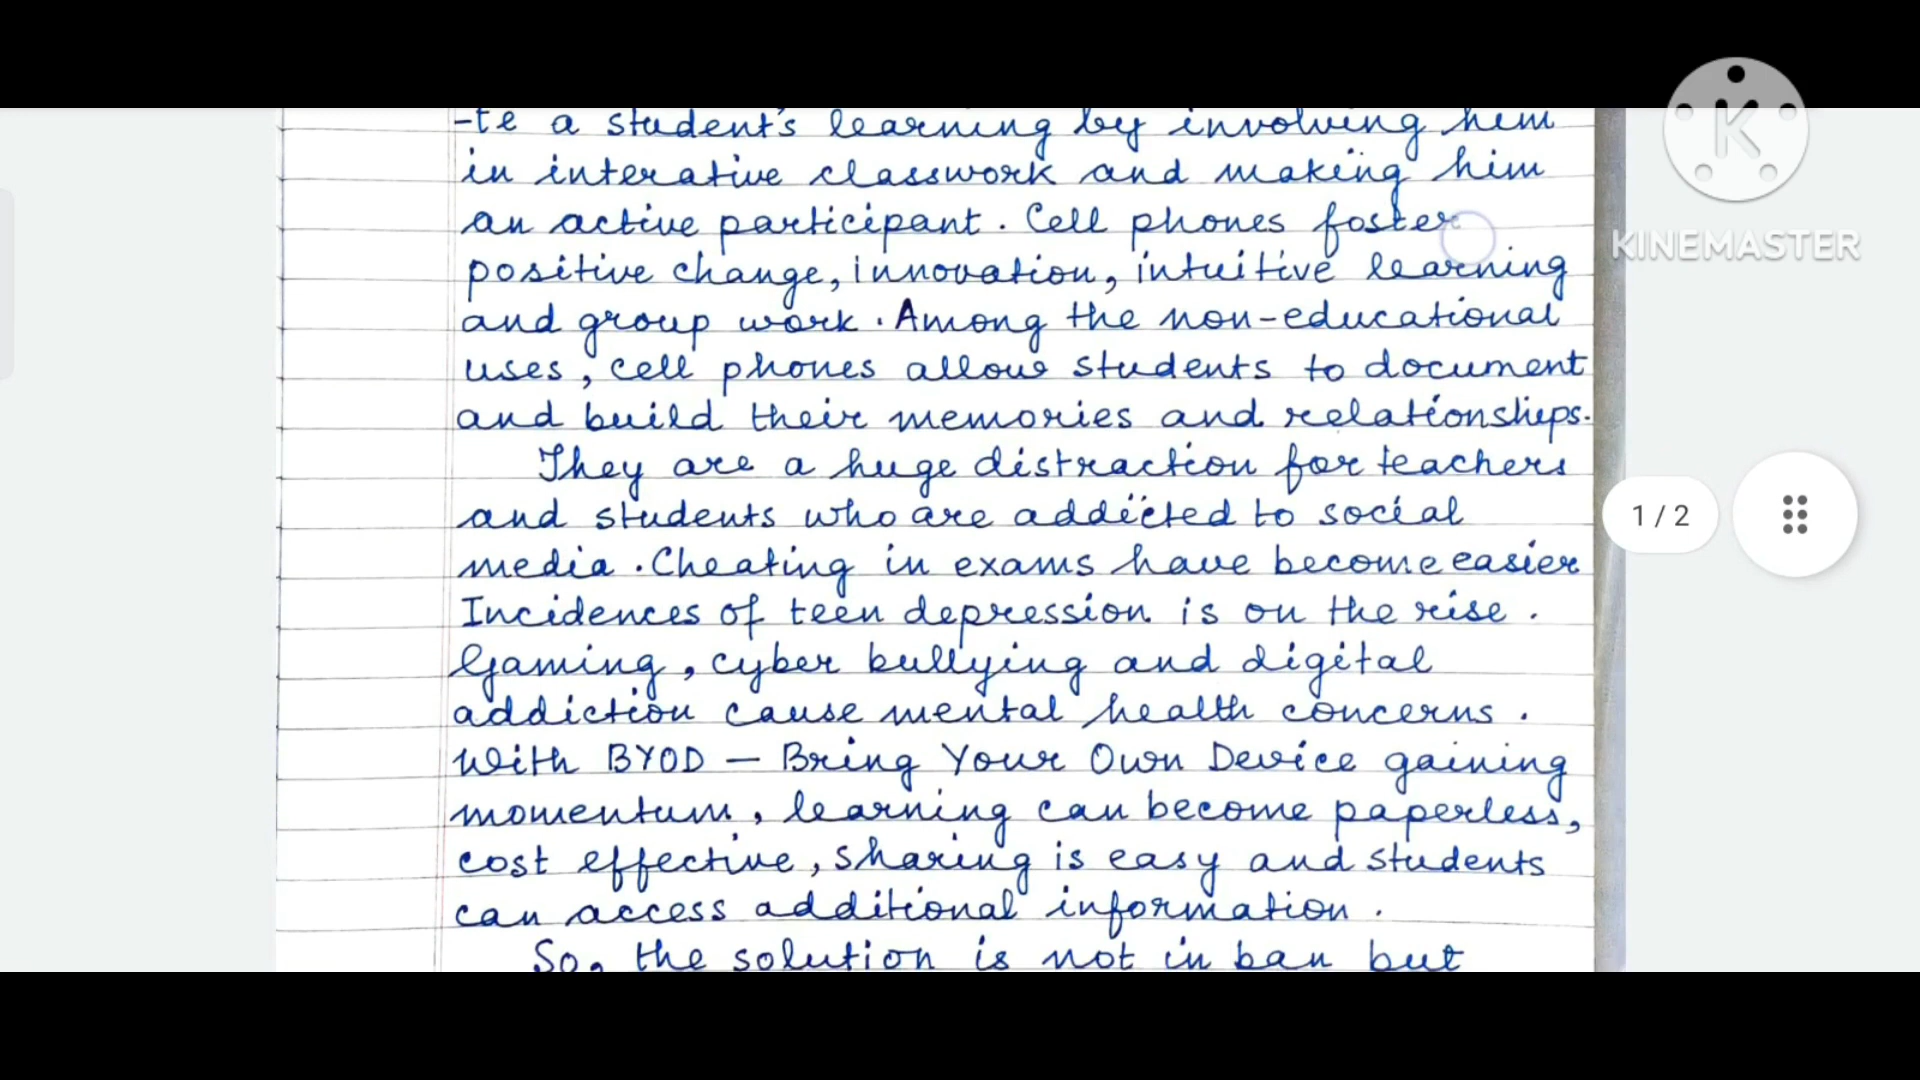 -te a student's learning by involving him
in interative classwork and making him
an active participant. Cell phones foster
positive change, innovation, intuitive learning
and group work. Among the non-educational
uses, cell phones allow students to document
and build their memories and relationships.
They are a huge distraction for teachers
and students who are addicted to social
media. Cheating in exams have become easier
Incidences of teen depression is on the rise.
Gaming, cyber bullying and digital
addiction cause mental health concerns.
With BYOD – Bring Your Own Device gaining
momentum, learning can become paperless,
cost effective, sharing is easy and students
can access additional information.
So, the solution is not in ban but
K
KINEMASTER
1 / 2